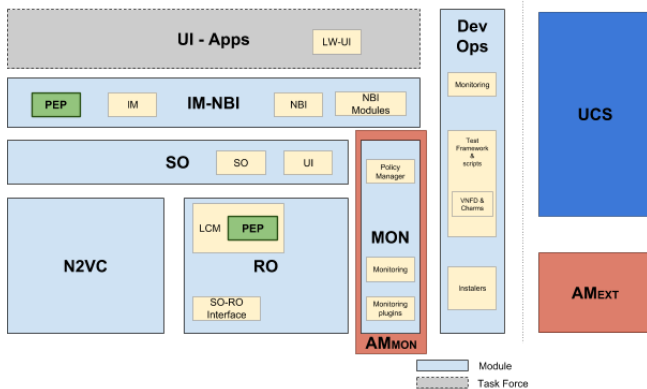 UI - Apps
LW-UI
Dev
Ops
Monitoring
Test
Framework
&
scripts
VNFD &
Charms
Instalers
UCS
PEP
IM
IM-NBI
NBI
NBI
Modules
SO
SO
UI
Policy
Manager
MON
Monitoring
Monitoring
plugins
AMMON
N2VC
LCM
PEP
RO
SO-RO
Interface
AMEXT
Module
Task Force